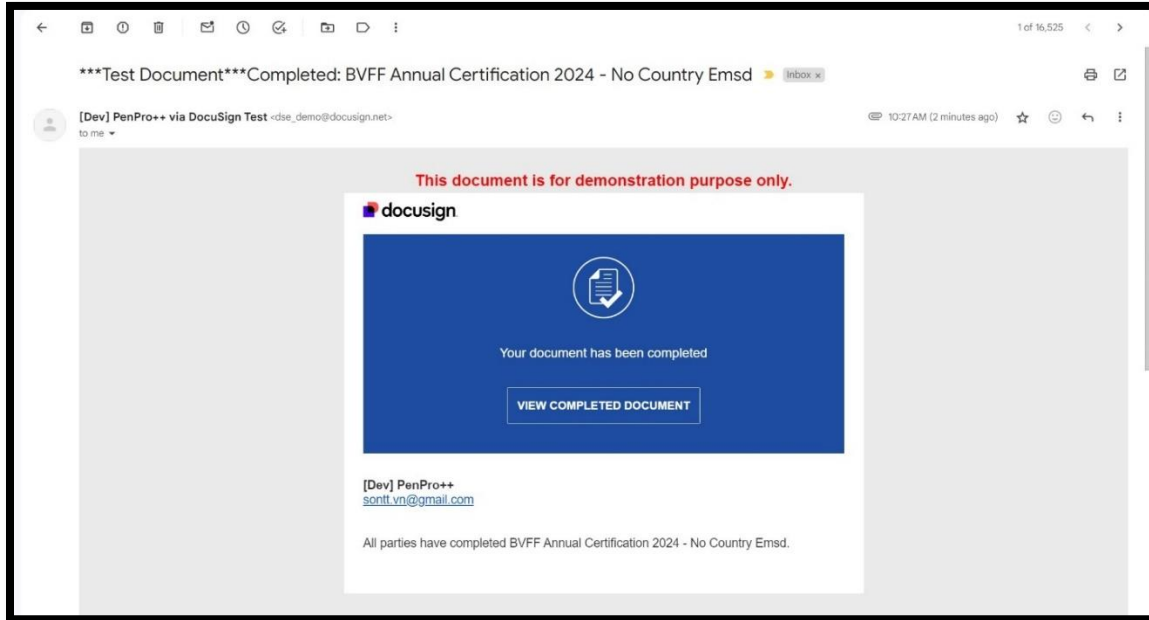 1 of 16,525
***Test Document***Completed: BVFF Annual Certification 2024 - No Country Emsd
Inbox x
[Dev] PenPro++ via DocuSign Test <dse_demo@docusign.net>
10:27 AM (2 minutes ago)
to me
This document is for demonstration purpose only.
docusign
Your document has been completed
VIEW COMPLETED DOCUMENT
[Dev] PenPro++
sontt.vn@gmail.com
All parties have completed BVFF Annual Certification 2024 - No Country Emsd.